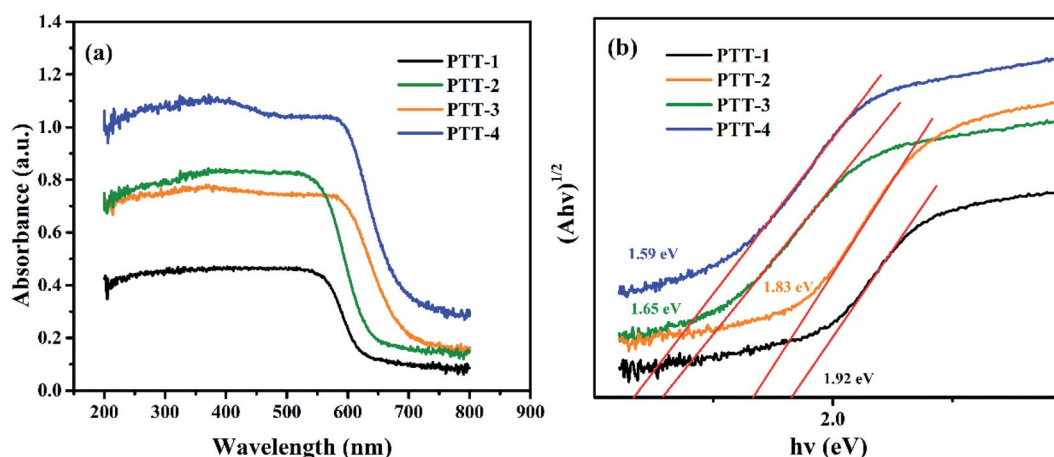 (a)
PTT-1
PTT-2
PTT-3
PTT-4
Absorbance (a.u.)
1.4
1.2
1.0
0.8
0.6
0.4
0.2
0.0
100 200 300 400 500 600 700 800 900
Wavelength (nm)
(b)
PTT-1
PTT-2
PTT-3
PTT-4
(Ahv)^1/2
1.59 eV
1.65 eV
1.83 eV
1.92 eV
2.0
hv (eV)